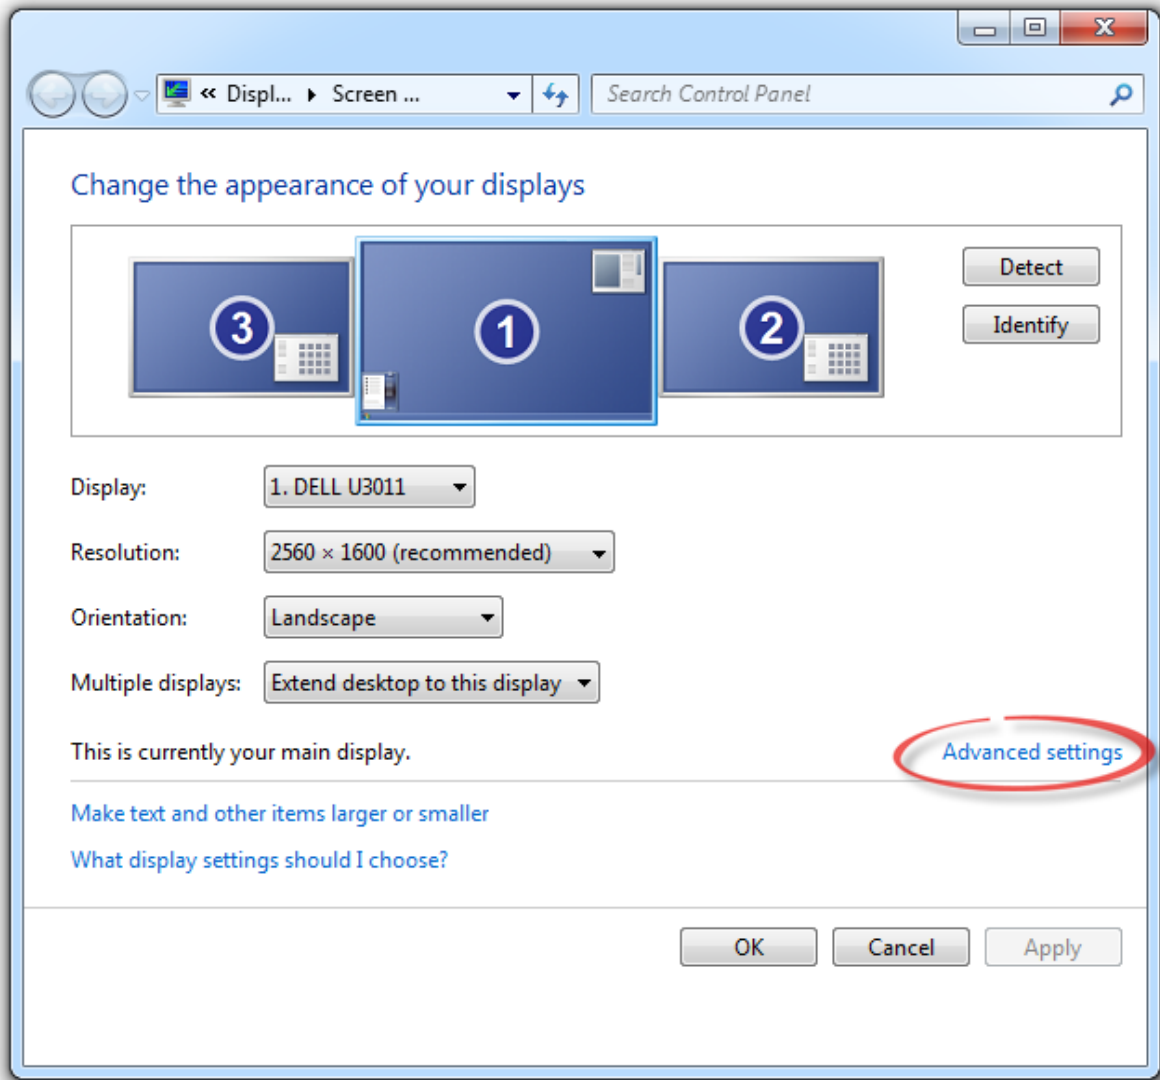 « Displ... ▸ Screen ...
Search Control Panel
Change the appearance of your displays
3
1
2
Detect
Identify
Display:
1. DELL U3011
Resolution:
2560 × 1600 (recommended)
Orientation:
Landscape
Multiple displays:
Extend desktop to this display
This is currently your main display.
Advanced settings
Make text and other items larger or smaller
What display settings should I choose?
OK
Cancel
Apply